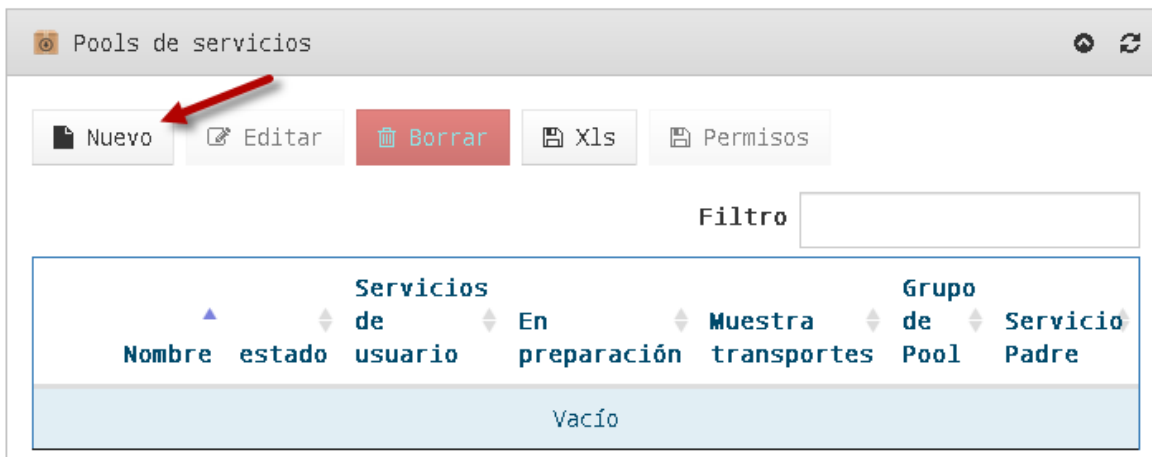 Pools de servicios
Nuevo Editar Borrar Xls Permisos
Filtro
Nombre estado Servicios de usuario En preparación Muestra transportes Grupo de Pool Servicio Padre
Vacío